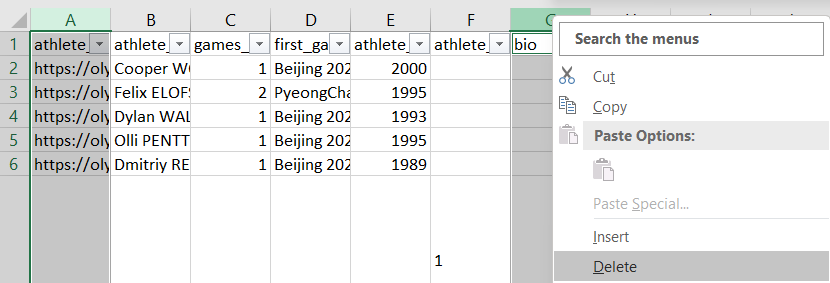 A B C D E F
1 athlete_ athlete_ games_ first_ga athlete_ athlete_ bio
2 https://oly Cooper WO 1 Beijing 202 2000
3 https://oly Felix ELOFS 2 PyeongCha 1995
4 https://oly Dylan WAL 1 Beijing 202 1993
5 https://oly Olli PENTT 1 Beijing 202 1995
6 https://oly Dmitriy RE 1 Beijing 202 1989
1
Search the menus
Cut
Copy
Paste Options:
Paste Special...
Insert
Delete